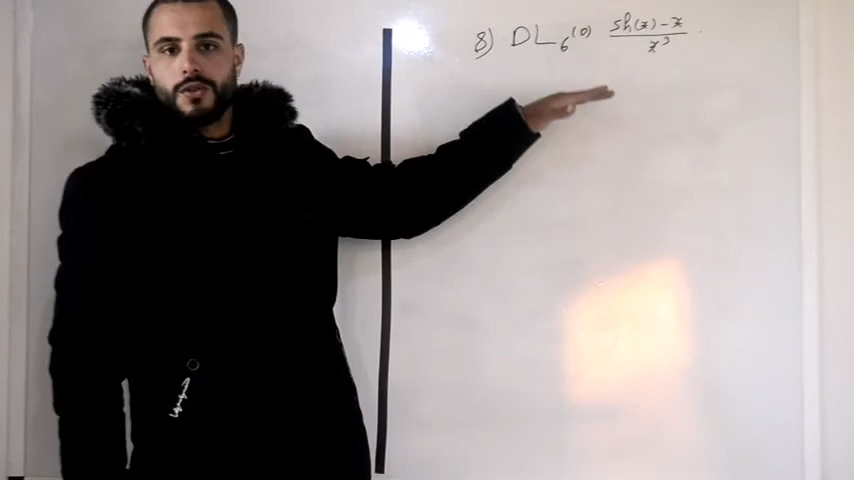 8) DL₆(0) (sh(x) - x)/x³